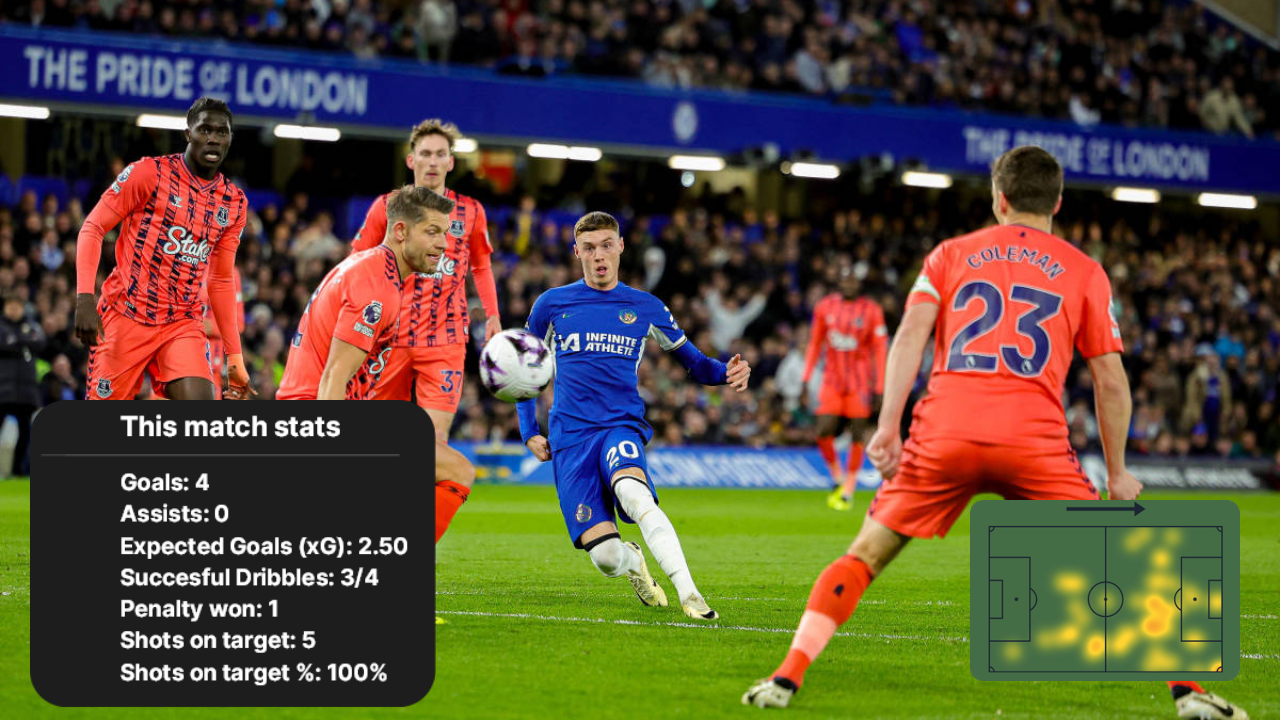 THE PRIDE OF LONDON
THE PRIDE OF LONDON
Stake
.com
INFINITE
ATHLETE
20
37
COLEMAN
23
This match stats
Goals: 4
Assists: 0
Expected Goals (xG): 2.50
Succesful Dribbles: 3/4
Penalty won: 1
Shots on target: 5
Shots on target %: 100%